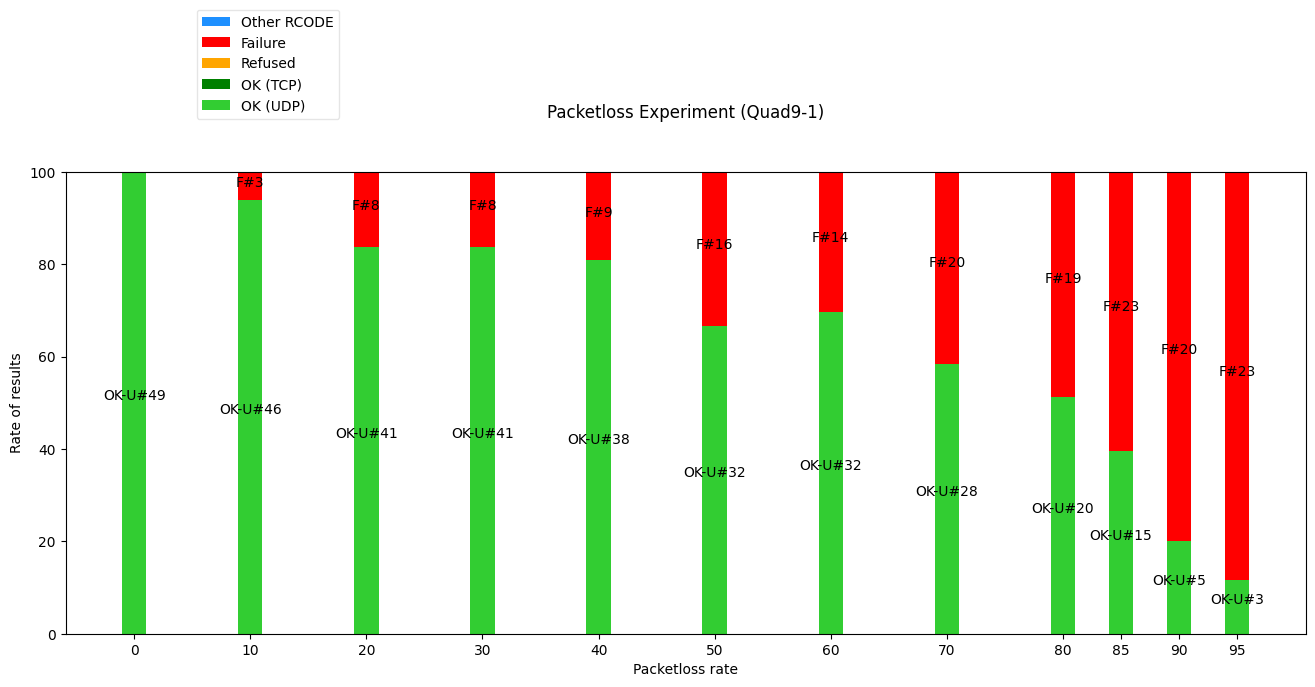 Other RCODE
Failure
Refused
OK (TCP)
OK (UDP)
Packetloss Experiment (Quad9-1)
Rate of results
100
80
60
40
20
0
F#3
F#8
F#8
F#9
F#16
F#14
F#20
F#19
F#23
F#20
F#23
OK-U#49
OK-U#46
OK-U#41
OK-U#41
OK-U#38
OK-U#32
OK-U#32
OK-U#28
OK-U#20
OK-U#15
OK-U#5
OK-U#3
0 10 20 30 40 50 60 70 80 85 90 95
Packetloss rate